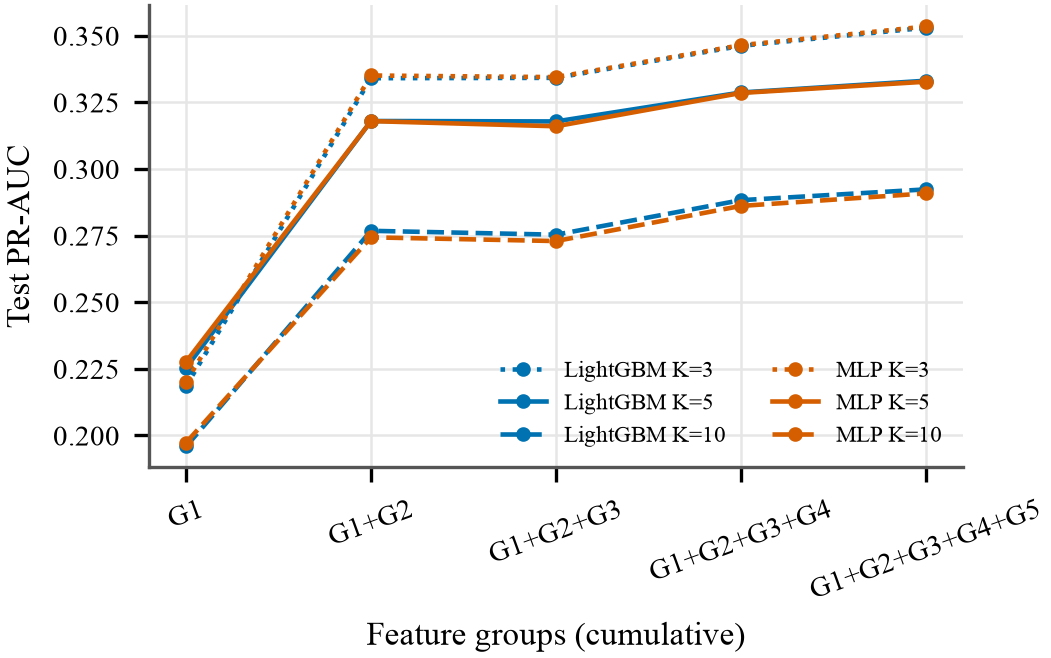 0.350
0.325
0.300
0.275
0.250
0.225
0.200
Test PR-AUC
LightGBM K=3
MLP K=3
LightGBM K=5
MLP K=5
LightGBM K=10
MLP K=10
G1
G1+G2
G1+G2+G3
G1+G2+G3+G4
G1+G2+G3+G4+G5
Feature groups (cumulative)